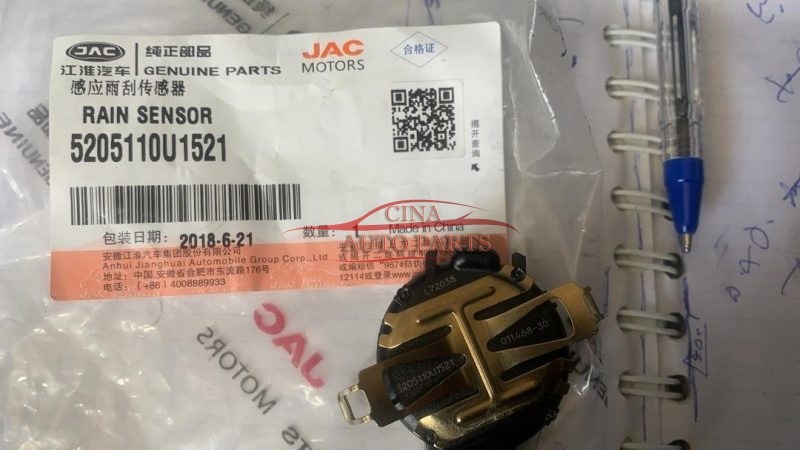 JAC
江淮汽车
纯正部品
GENUINE PARTS
JAC
MOTORS
合格证
感应雨刮传感器
RAIN SENSOR
5205110U1521
揭开查询
包装日期: 2018-6-21
数量: 1
Made in China
安徽江淮汽车集团股份有限公司
Anhui Jianghuai Automobile Group Corp.,Ltd
地址: 中国.安徽省合肥市东流路176号
电话: (+86) 4008889933
CINA
AUTO PARTS
L72038
011468-30
5205110U1521
JAC
MOTORS
GENUINE